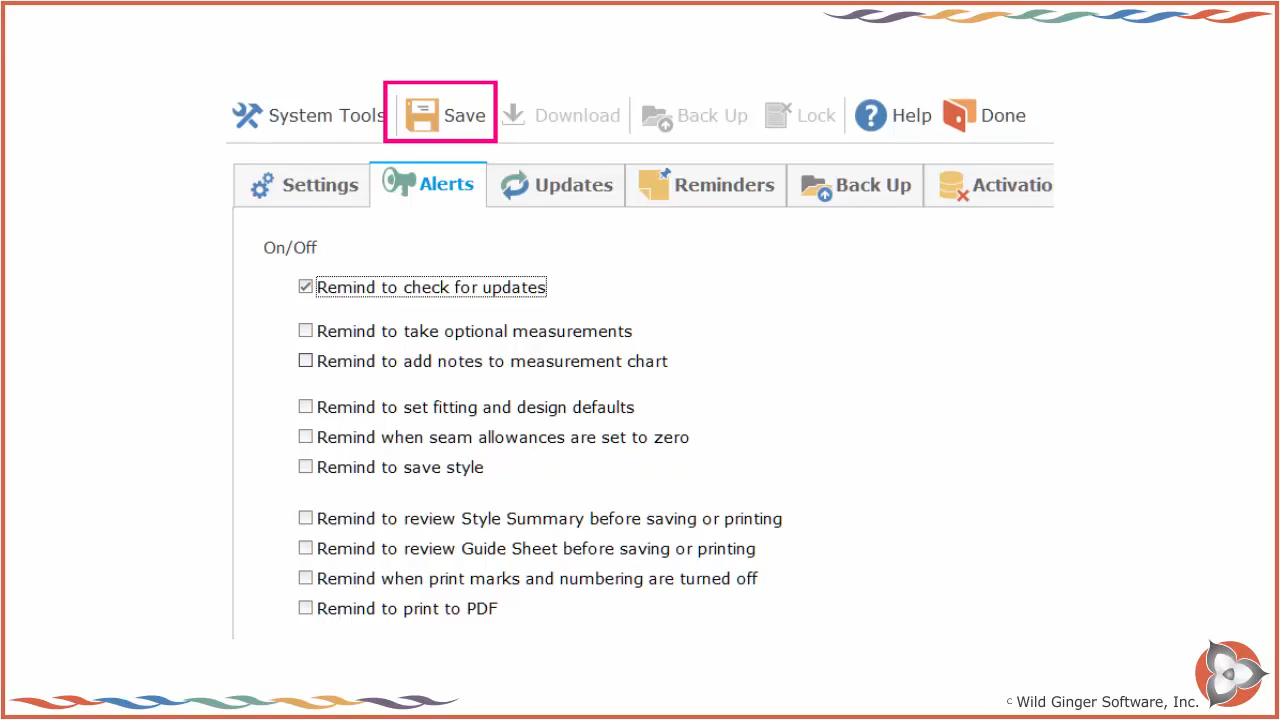 System Tools Save Download Back Up Lock Help Done
Settings Alerts Updates Reminders Back Up Activatio
On/Off
Remind to check for updates
Remind to take optional measurements
Remind to add notes to measurement chart
Remind to set fitting and design defaults
Remind when seam allowances are set to zero
Remind to save style
Remind to review Style Summary before saving or printing
Remind to review Guide Sheet before saving or printing
Remind when print marks and numbering are turned off
Remind to print to PDF
© Wild Ginger Software, Inc.